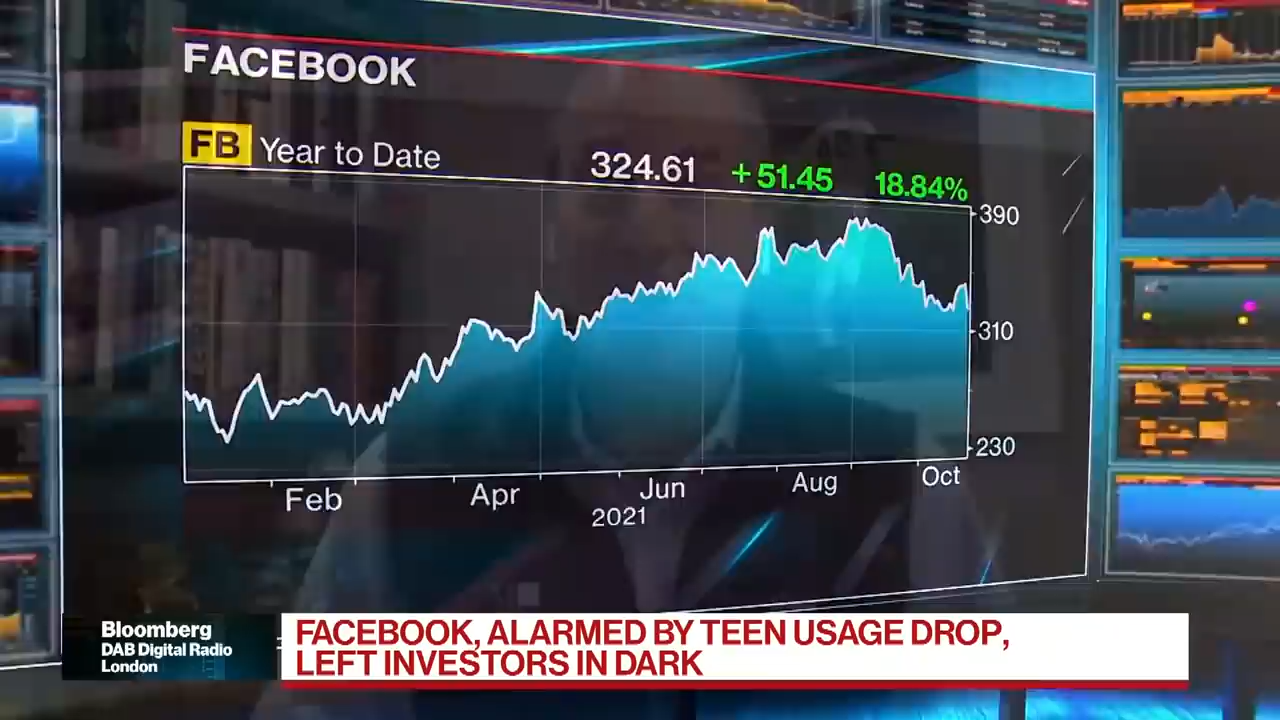 FACEBOOK
FB Year to Date 324.61 +51.45 18.84%
390
310
230
Feb Apr Jun Aug Oct
2021
Bloomberg
DAB Digital Radio
London
FACEBOOK, ALARMED BY TEEN USAGE DROP,
LEFT INVESTORS IN DARK